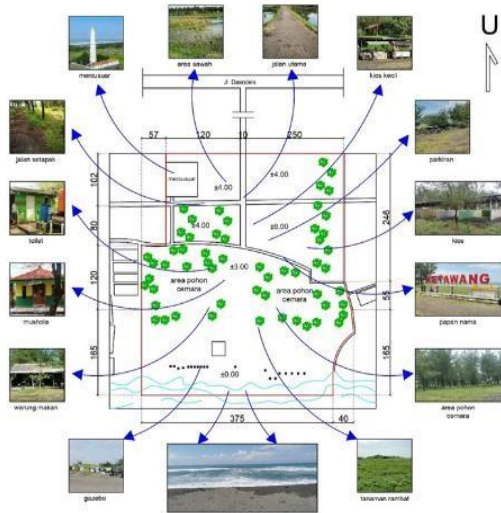 U
mercusuar
area sawah
jalan utama
kios kecil
Jl. Daendels
57
120
10
250
jalan setapak
parkiran
102
mercusuar
±4.00
±4.00
toilet
80
±4.00
±6.00
246
kios
120
±3.00
area pohon
cemara
area pohon
cemara
KETAWANG
55
mushola
papan nama
165
165
warung makan
±0.00
area pohon
cemara
375
40
gazebo
tanaman rambat